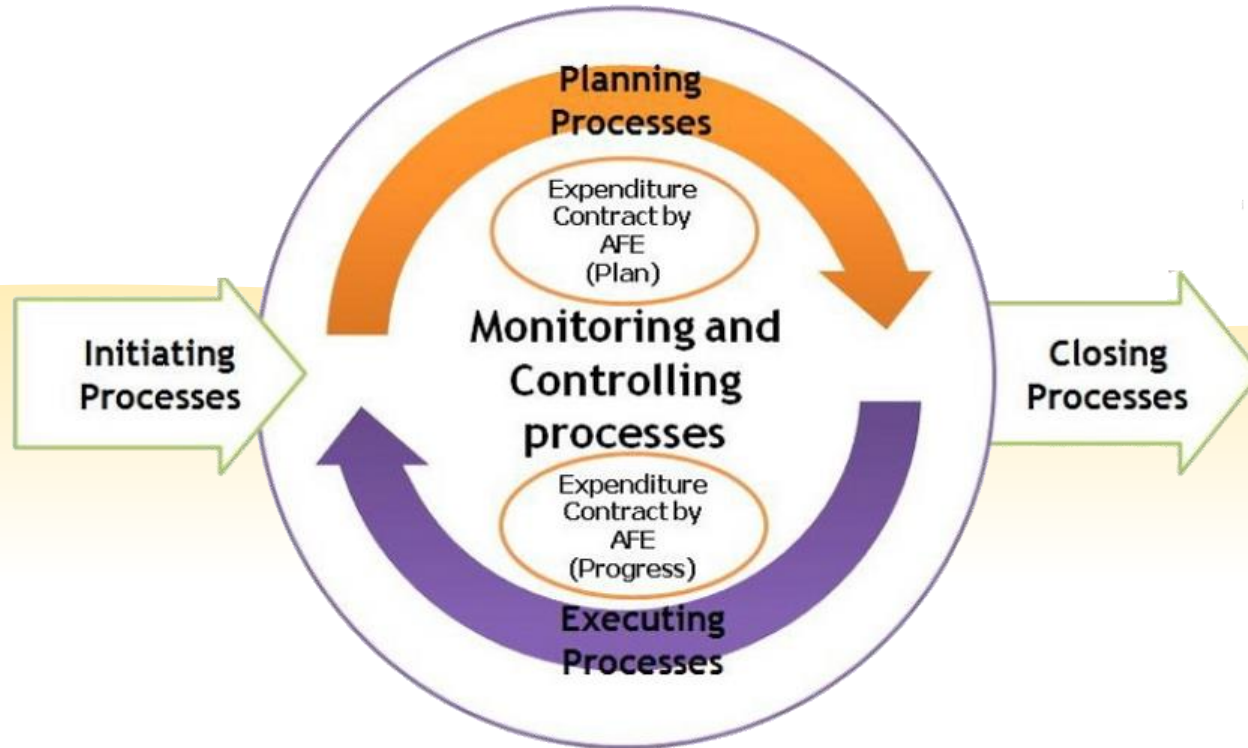 Planning
Processes
Expenditure
Contract by
AFE
(Plan)
Initiating
Processes
Monitoring and
Controlling
processes
Closing
Processes
Expenditure
Contract by
AFE
(Progress)
Executing
Processes